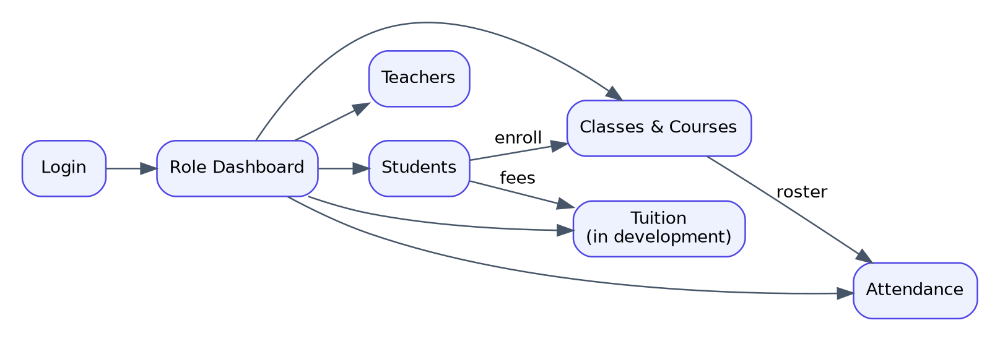 Login
Role Dashboard
Teachers
Students
enroll
fees
Classes & Courses
Tuition
(in development)
roster
Attendance